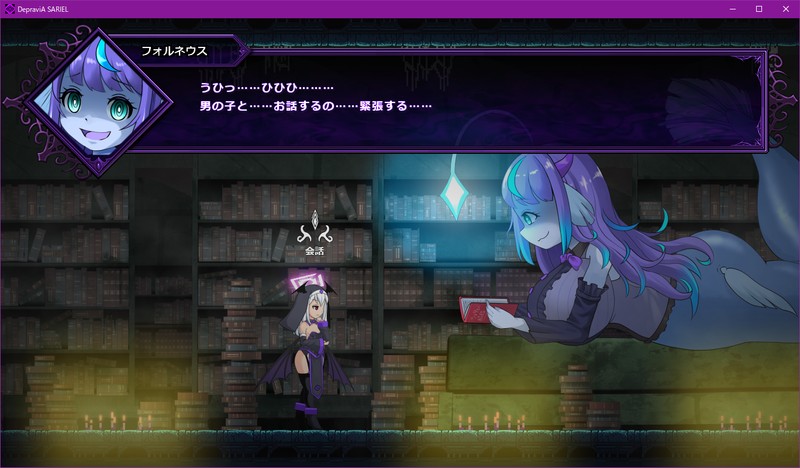 DepraviA SARIEL
フォルネウス
うひっ……ひひひ………
男の子と……お話するの……緊張する……
会話